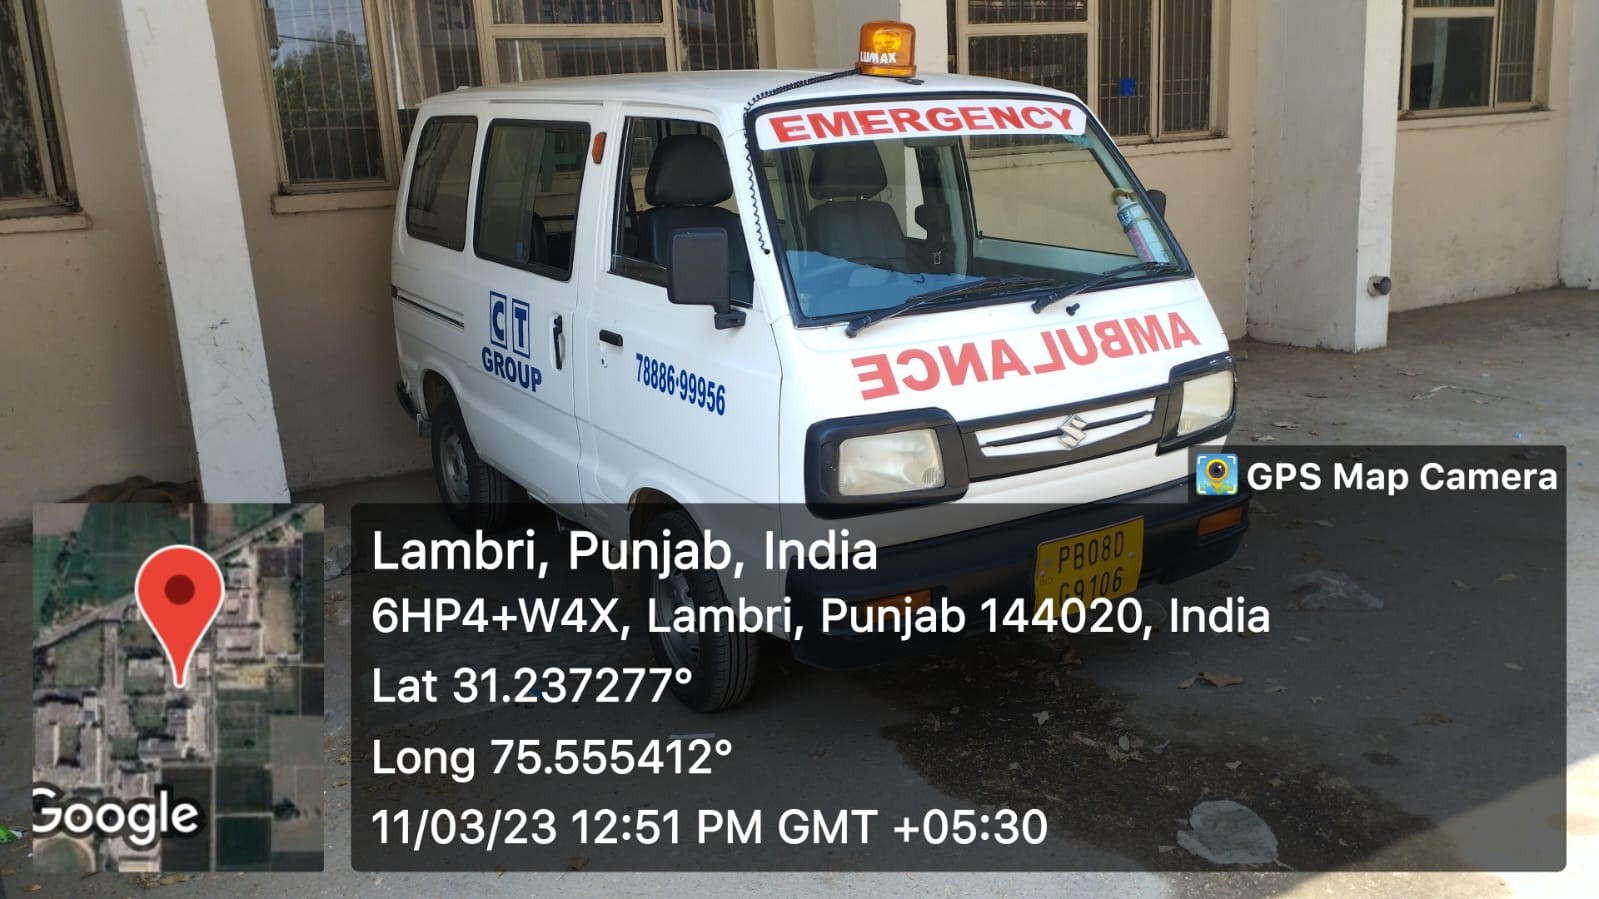 LUMAX
EMERGENCY
AMBULANCE
CT
GROUP
78886-99956
PB08D
G9106
GPS Map Camera
Lambri, Punjab, India
6HP4+W4X, Lambri, Punjab 144020, India
Lat 31.237277°
Long 75.555412°
11/03/23 12:51 PM GMT +05:30
Google